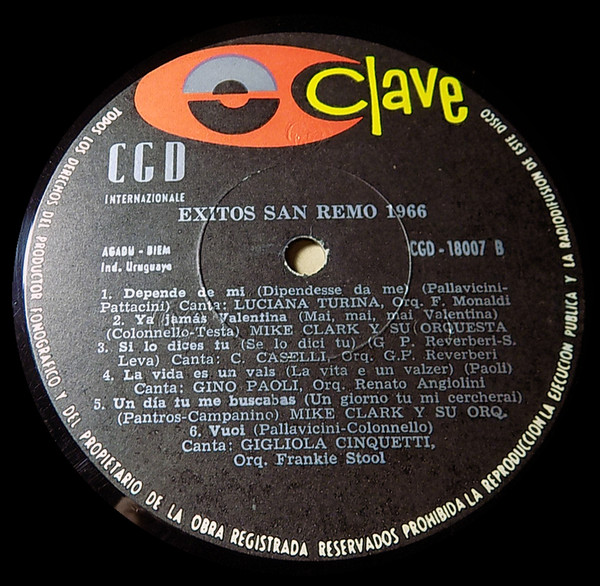 Clave
CGD
INTERNAZIONALE
EXITOS SAN REMO 1966
AGADU - BIEM
Ind. Uruguaya
CGD - 18007 B
1. Depende de mi (Dipendesse da me) (Pallavicini-
Pattacini) Canta: LUCIANA TURINA, Orq. F. Monaldi
2. Ya jamás Valentina (Mai, mai, mai Valentina)
(Colonnello-Testa) MIKE CLARK Y SU ORQUESTA
3. Si lo dices tu (Se lo dici tu) (G P. Reverberi-S.
Leva) Canta: C. CASELLI, Orq. G.P. Reverberi
4. La vida es un vals (La vita e un valzer) (Paoli)
Canta: GINO PAOLI, Orq. Renato Angiolini
5. Un día tu me buscabas (Un giorno tu mi cercherai)
(Pantros-Campanino) MIKE CLARK Y SU ORQ.
6. Vuoi (Pallavicini-Colonnello)
Canta: GIGLIOLA CINQUETTI,
Orq. Frankie Stool
TODOS LOS DERECHOS DEL PRODUCTOR FONOGRAFICO Y DEL PROPIETARIO DE LA OBRA REGISTRADA RESERVADOS PROHIBIDA LA REPRODUCCION LA EJECUCION PUBLICA Y LA RADIODIFUSION DE ESTE DISCO